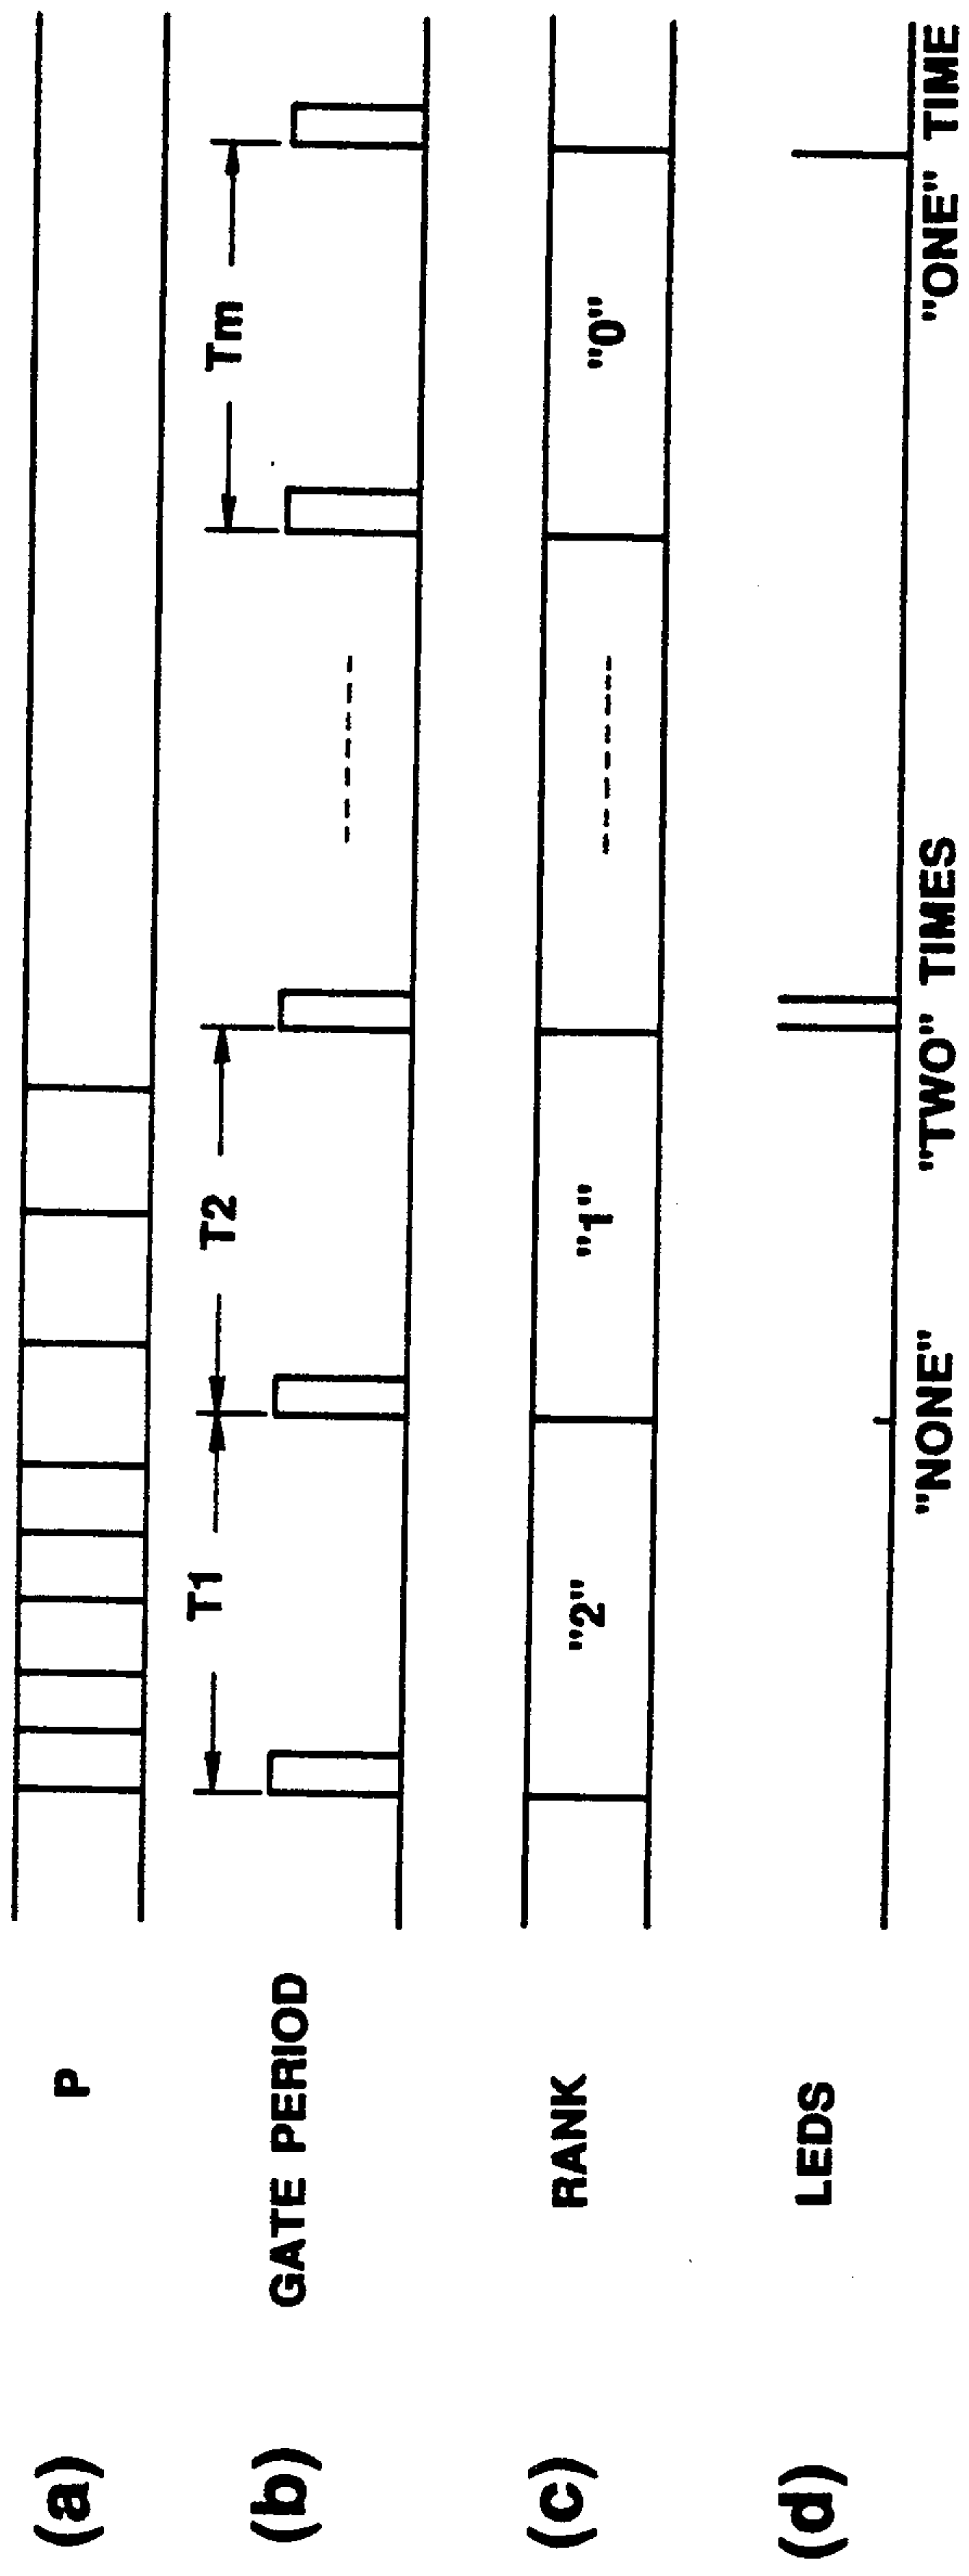 (a) P
(b) GATE PERIOD T1 T2 Tm
(c) RANK "2" "1" "0"
(d) LEDS
"NONE" "TWO" TIMES "ONE" TIME